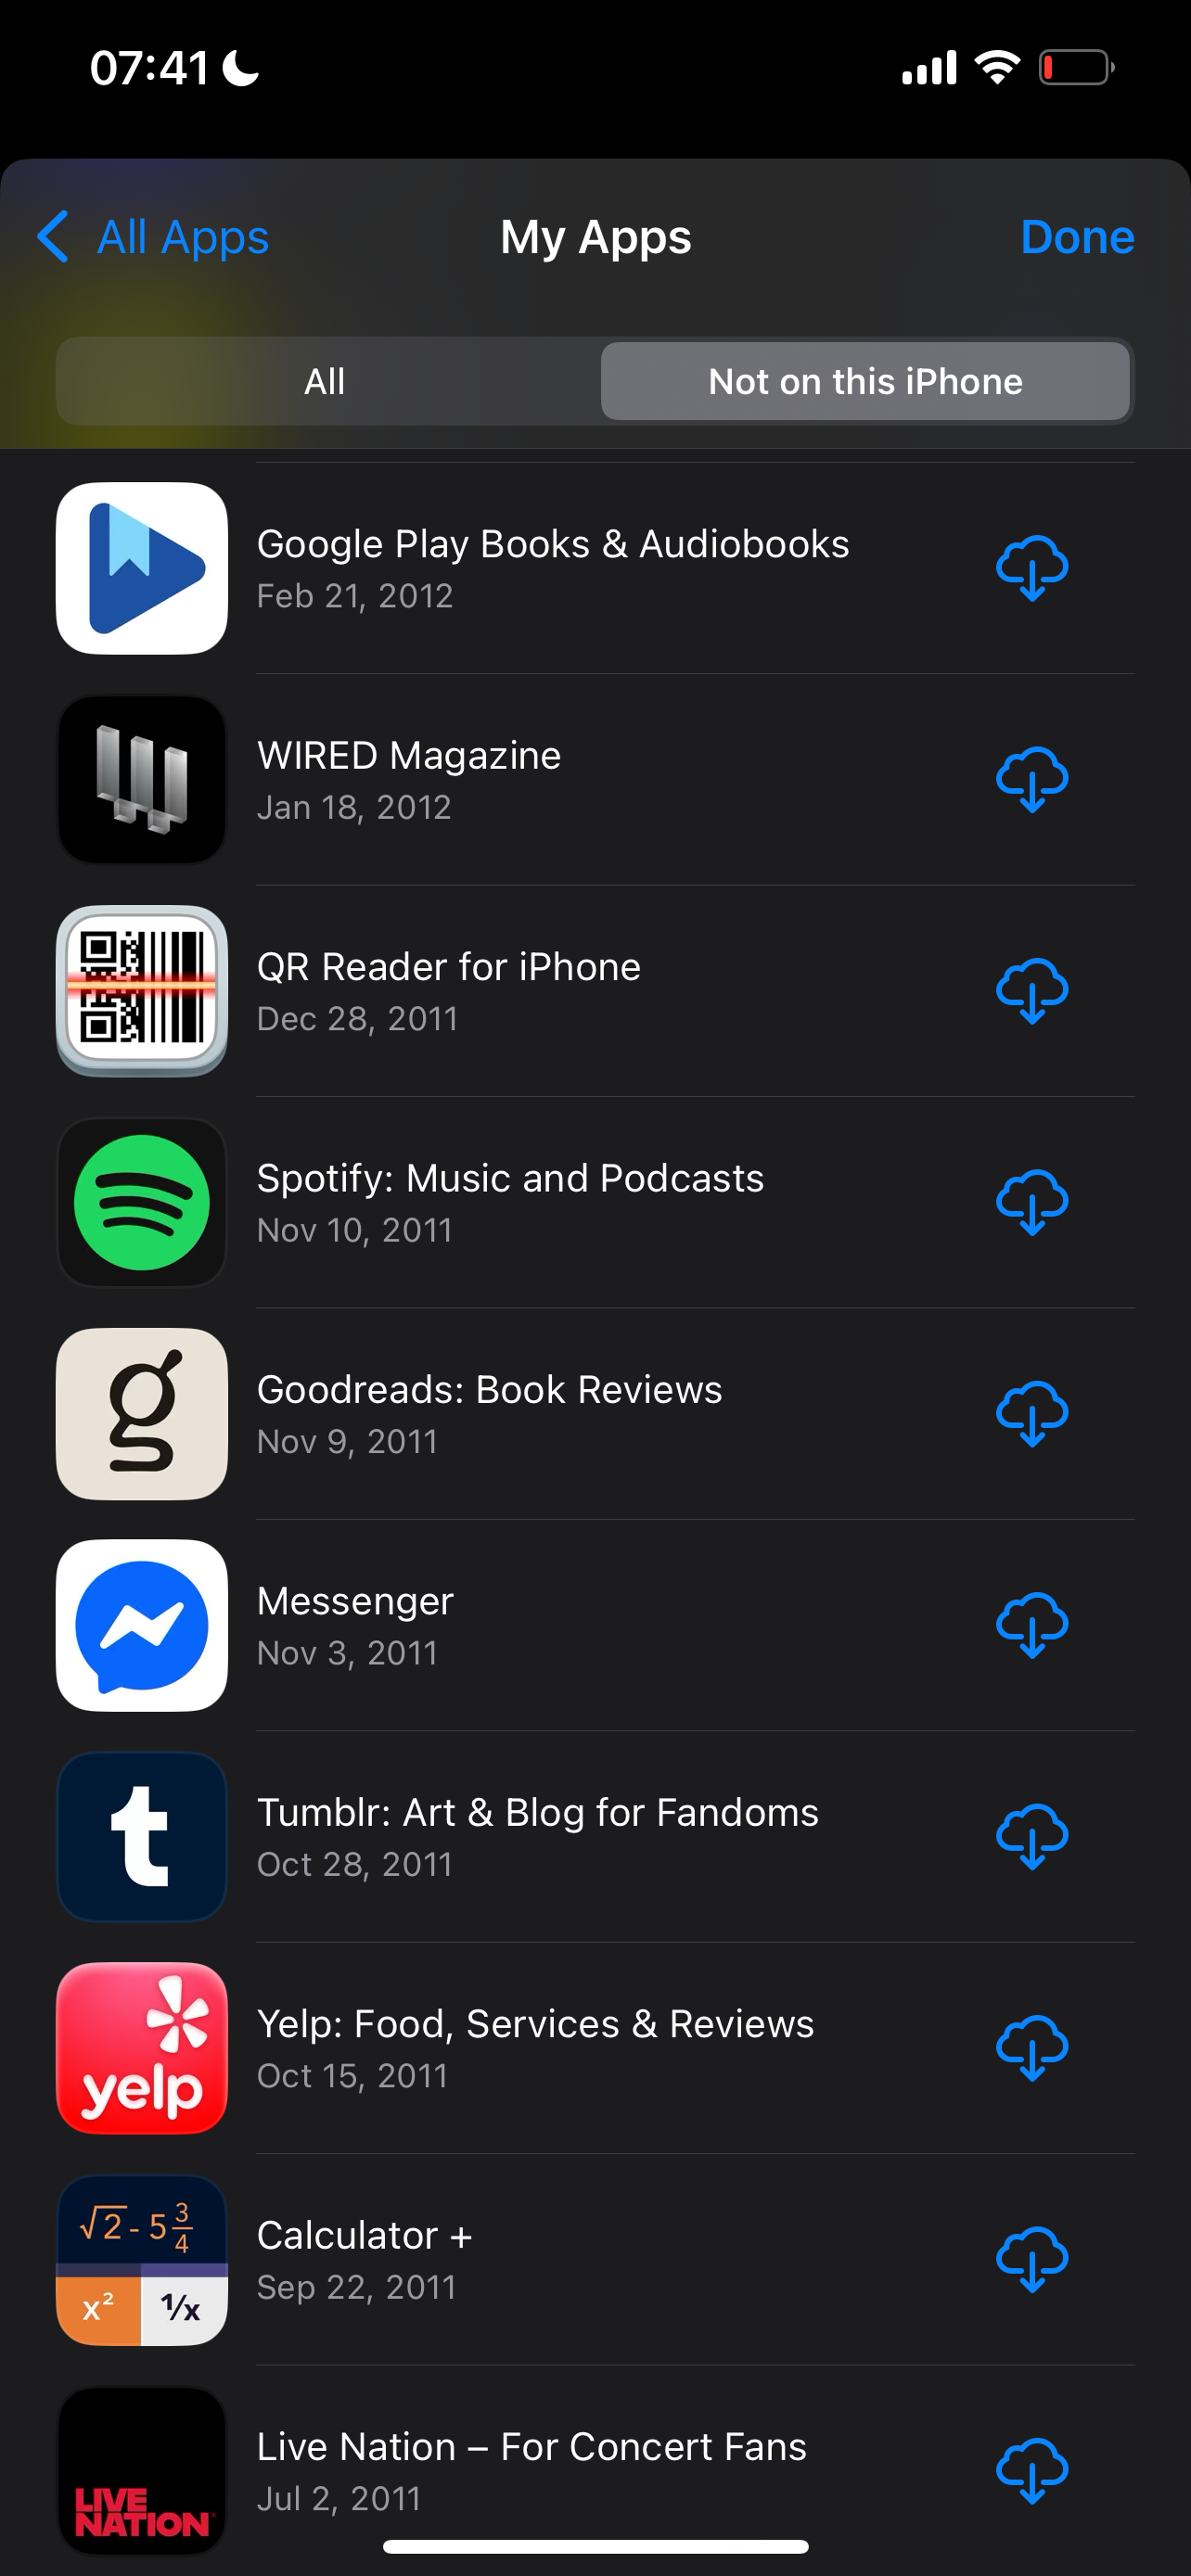 07:41
All Apps
My Apps
Done
All
Not on this iPhone
Google Play Books & Audiobooks
Feb 21, 2012
WIRED Magazine
Jan 18, 2012
QR Reader for iPhone
Dec 28, 2011
Spotify: Music and Podcasts
Nov 10, 2011
g
Goodreads: Book Reviews
Nov 9, 2011
Messenger
Nov 3, 2011
t
Tumblr: Art & Blog for Fandoms
Oct 28, 2011
yelp
Yelp: Food, Services & Reviews
Oct 15, 2011
√2 - 5 3/4
x² 1/x
Calculator +
Sep 22, 2011
LIVE
NATION
Live Nation – For Concert Fans
Jul 2, 2011